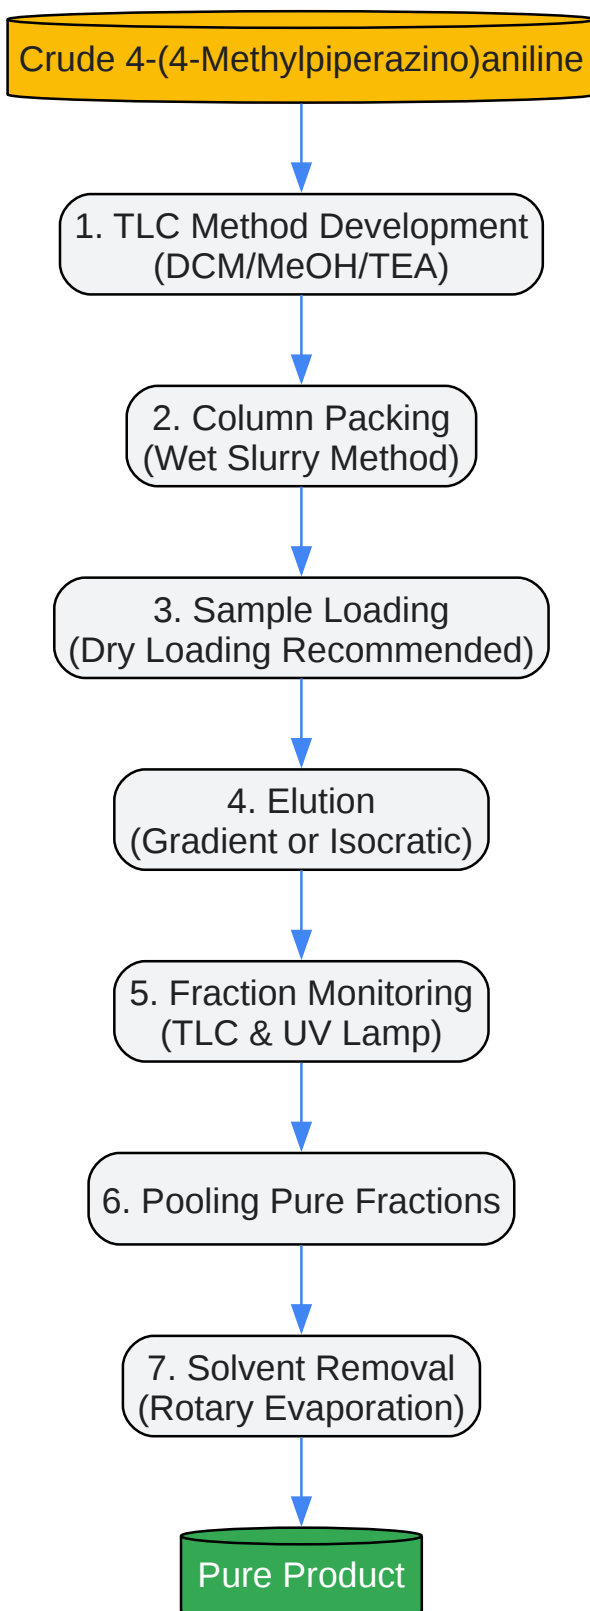 Crude 4-(4-Methylpiperazino)aniline
1. TLC Method Development
(DCM/MeOH/TEA)
2. Column Packing
(Wet Slurry Method)
3. Sample Loading
(Dry Loading Recommended)
4. Elution
(Gradient or Isocratic)
5. Fraction Monitoring
(TLC & UV Lamp)
6. Pooling Pure Fractions
7. Solvent Removal
(Rotary Evaporation)
Pure Product